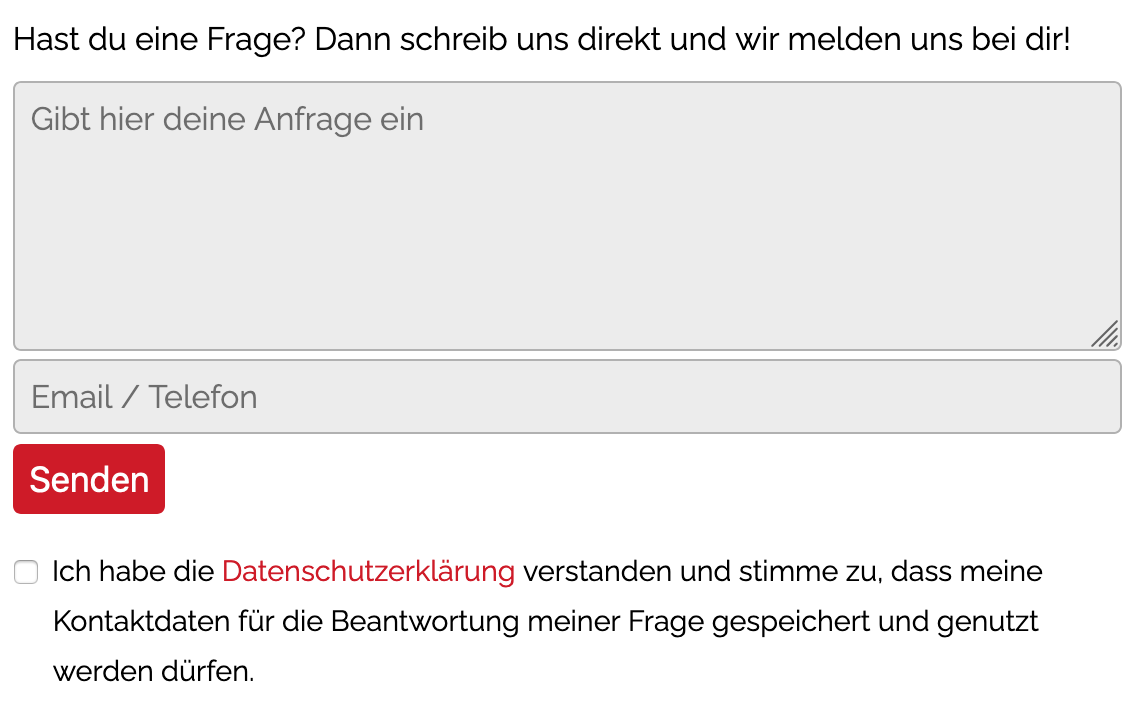 Hast du eine Frage? Dann schreib uns direkt und wir melden uns bei dir!
Gibt hier deine Anfrage ein
Email / Telefon
Senden
Ich habe die Datenschutzerklärung verstanden und stimme zu, dass meine
Kontaktdaten für die Beantwortung meiner Frage gespeichert und genutzt
werden dürfen.